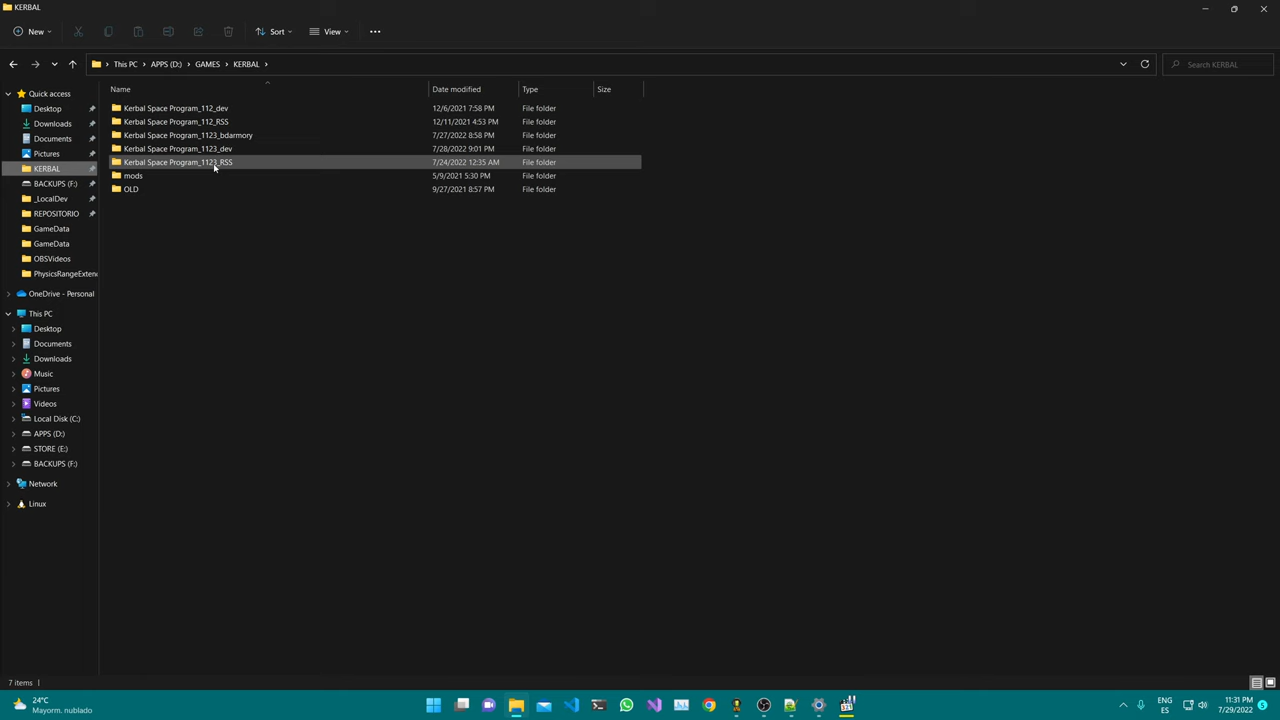 KERBAL
New
Sort
View
This PC
APPS (D:)
GAMES
KERBAL
Search KERBAL
Name
Date modified
Type
Size
Quick access
Desktop
Downloads
Documents
Pictures
KERBAL
BACKUPS (F:)
_LocalDev
REPOSITORIO
GameData
GameData
OBSVideos
PhysicsRangeExtend
OneDrive - Personal
This PC
Desktop
Documents
Downloads
Music
Pictures
Videos
Local Disk (C:)
APPS (D:)
STORE (E:)
BACKUPS (F:)
Network
Linux
Kerbal Space Program_112_dev 12/6/2021 7:58 PM File folder
Kerbal Space Program_112_RSS 12/11/2021 4:53 PM File folder
Kerbal Space Program_1123_bdarmory 7/27/2022 8:58 PM File folder
Kerbal Space Program_1123_dev 7/28/2022 9:01 PM File folder
Kerbal Space Program_1123_RSS 7/24/2022 12:35 AM File folder
mods 5/9/2021 5:30 PM File folder
OLD 9/27/2021 8:57 PM File folder
7 items
24°C
Mayorm. nublado
ENG
ES
11:31 PM
7/29/2022